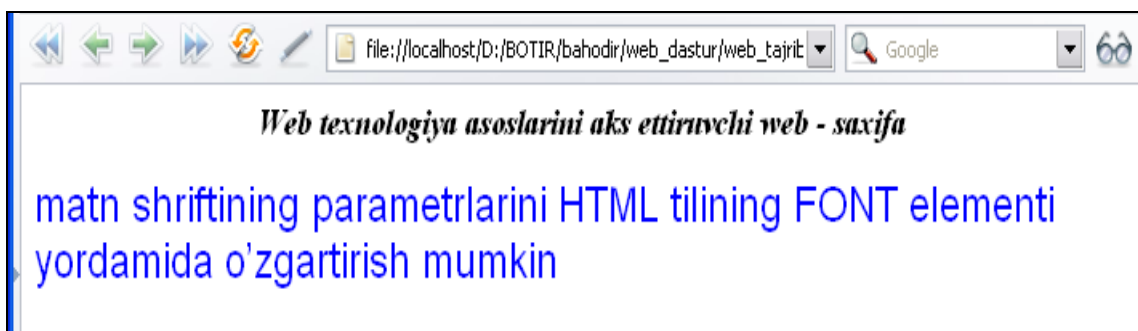 file://localhost/D:/BOTIR/bahodir/web_dastur/web_tajrib
Google
Web texnologiya asoslarini aks ettiruvchi web - saxifa
matn shriftining parametrlarini HTML tilining FONT elementi
yordamida o’zgartirish mumkin